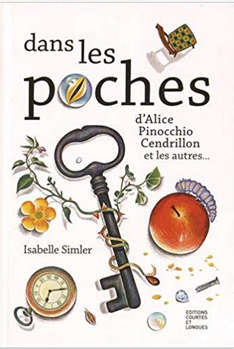 dans les
poches
d'Alice
Pinocchio
Cendrillon
et les autres...
Isabelle Simler
EDITIONS
COURTES
ET
LONGUES